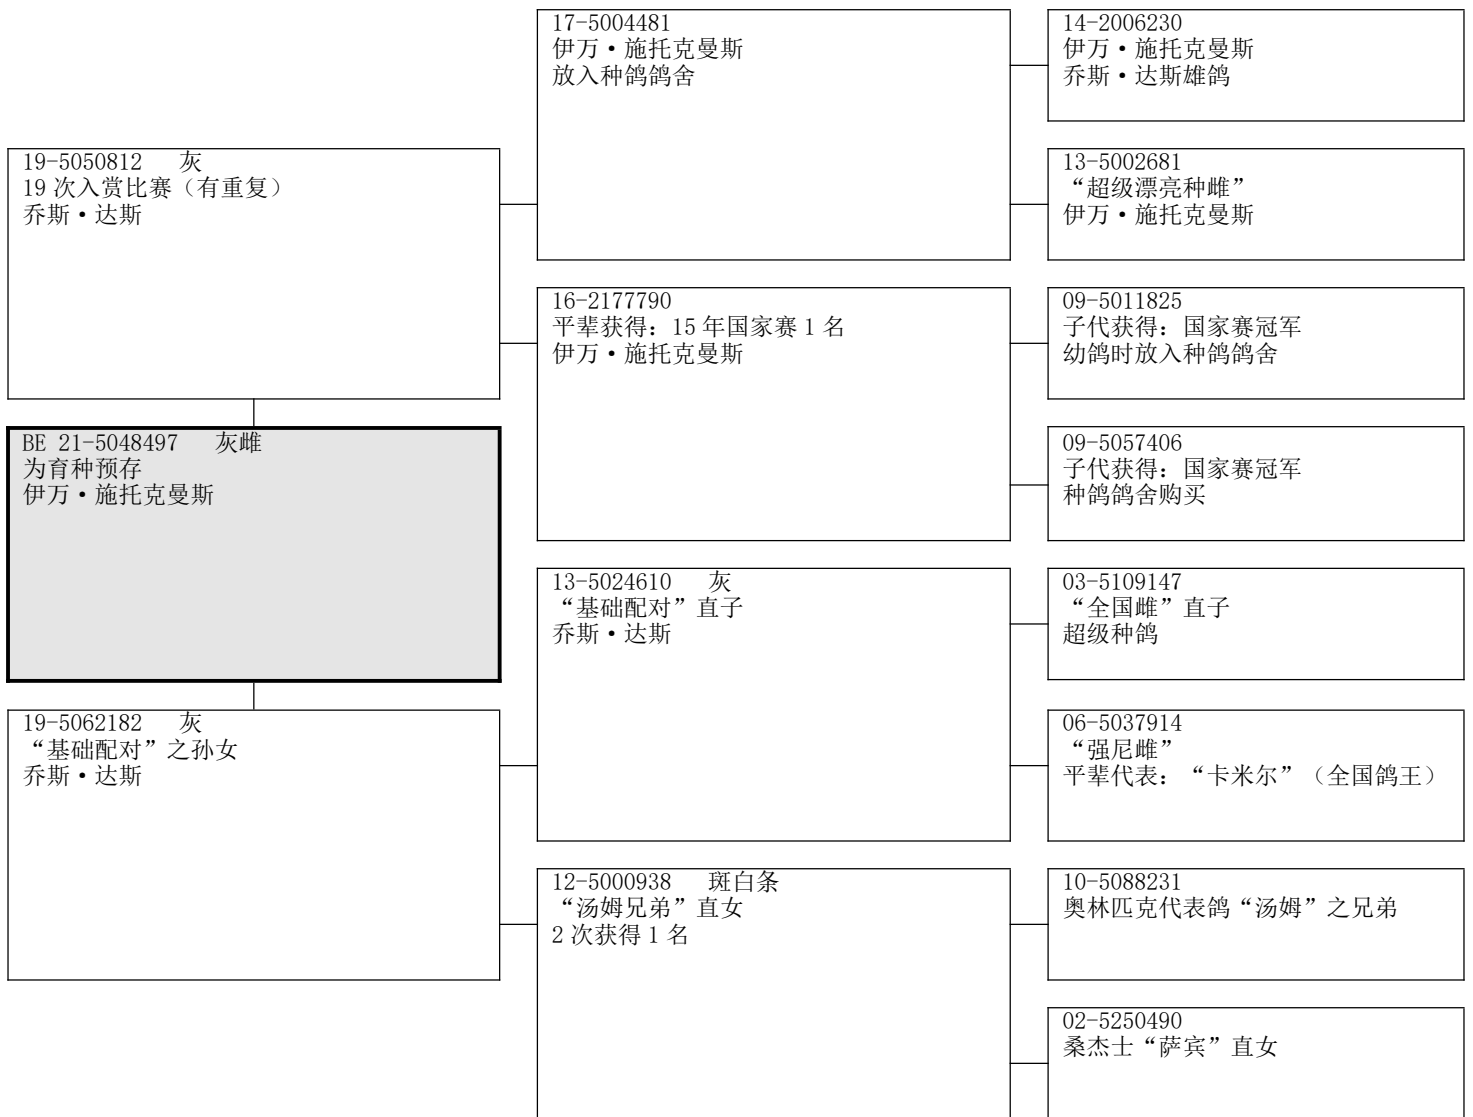 17-5004481
伊万·施托克曼斯
放入种鸽鸽舍
14-2006230
伊万·施托克曼斯
乔斯·达斯雄鸽
19-5050812 灰
19 次入赏比赛（有重复）
乔斯·达斯
13-5002681
“超级漂亮种雌”
伊万·施托克曼斯
16-2177790
平辈获得：15 年国家赛 1 名
伊万·施托克曼斯
09-5011825
子代获得：国家赛冠军
幼鸽时放入种鸽鸽舍
BE 21-5048497 灰雌
为育种预存
伊万·施托克曼斯
09-5057406
子代获得：国家赛冠军
种鸽鸽舍购买
13-5024610 灰
“基础配对”直子
乔斯·达斯
03-5109147
“全国雌”直子
超级种鸽
19-5062182 灰
“基础配对”之孙女
乔斯·达斯
06-5037914
“强尼雌”
平辈代表：“卡米尔”（全国鸽王）
12-5000938 斑白条
“汤姆兄弟”直女
2 次获得 1 名
10-5088231
奥林匹克代表鸽“汤姆”之兄弟
02-5250490
桑杰士“萨宾”直女